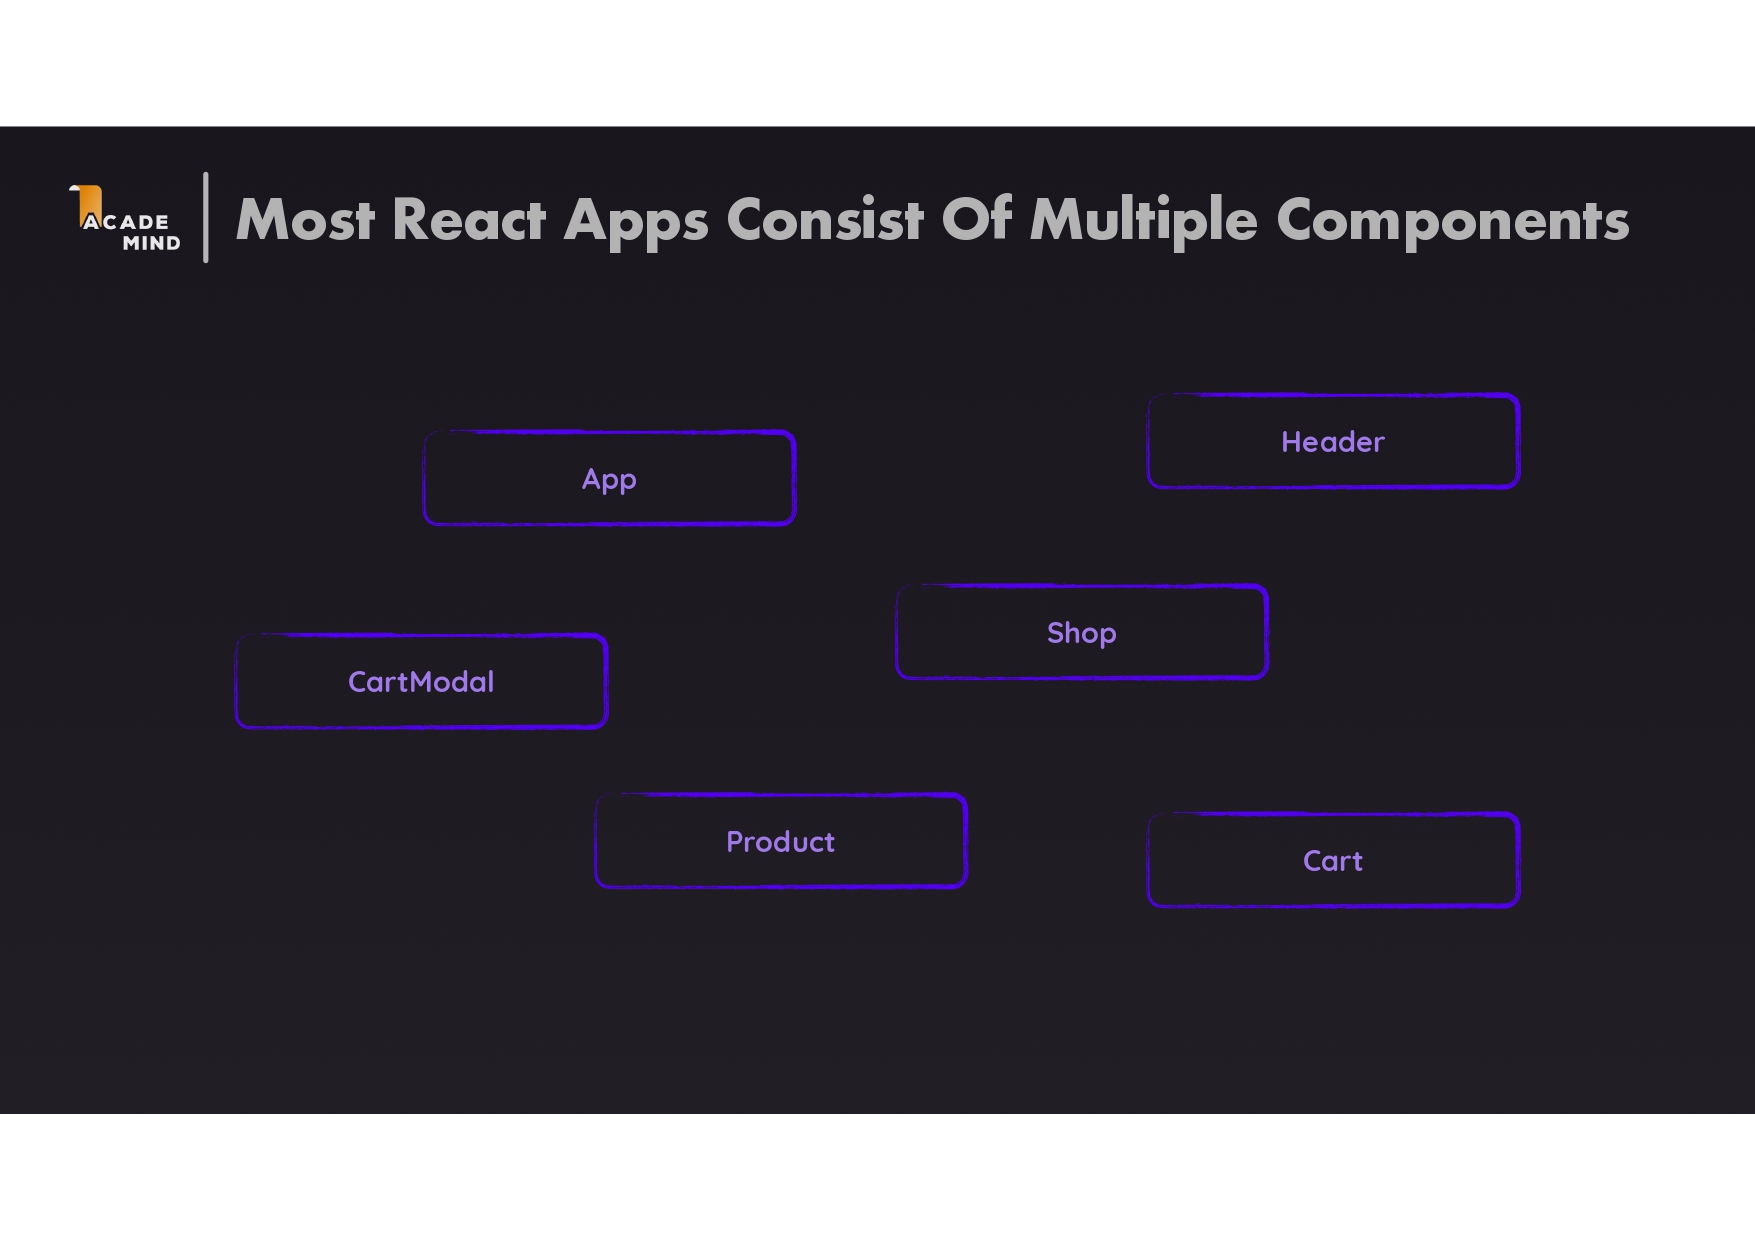 ACADE
MIND
Most React Apps Consist Of Multiple Components
Header
App
Shop
CartModal
Product
Cart